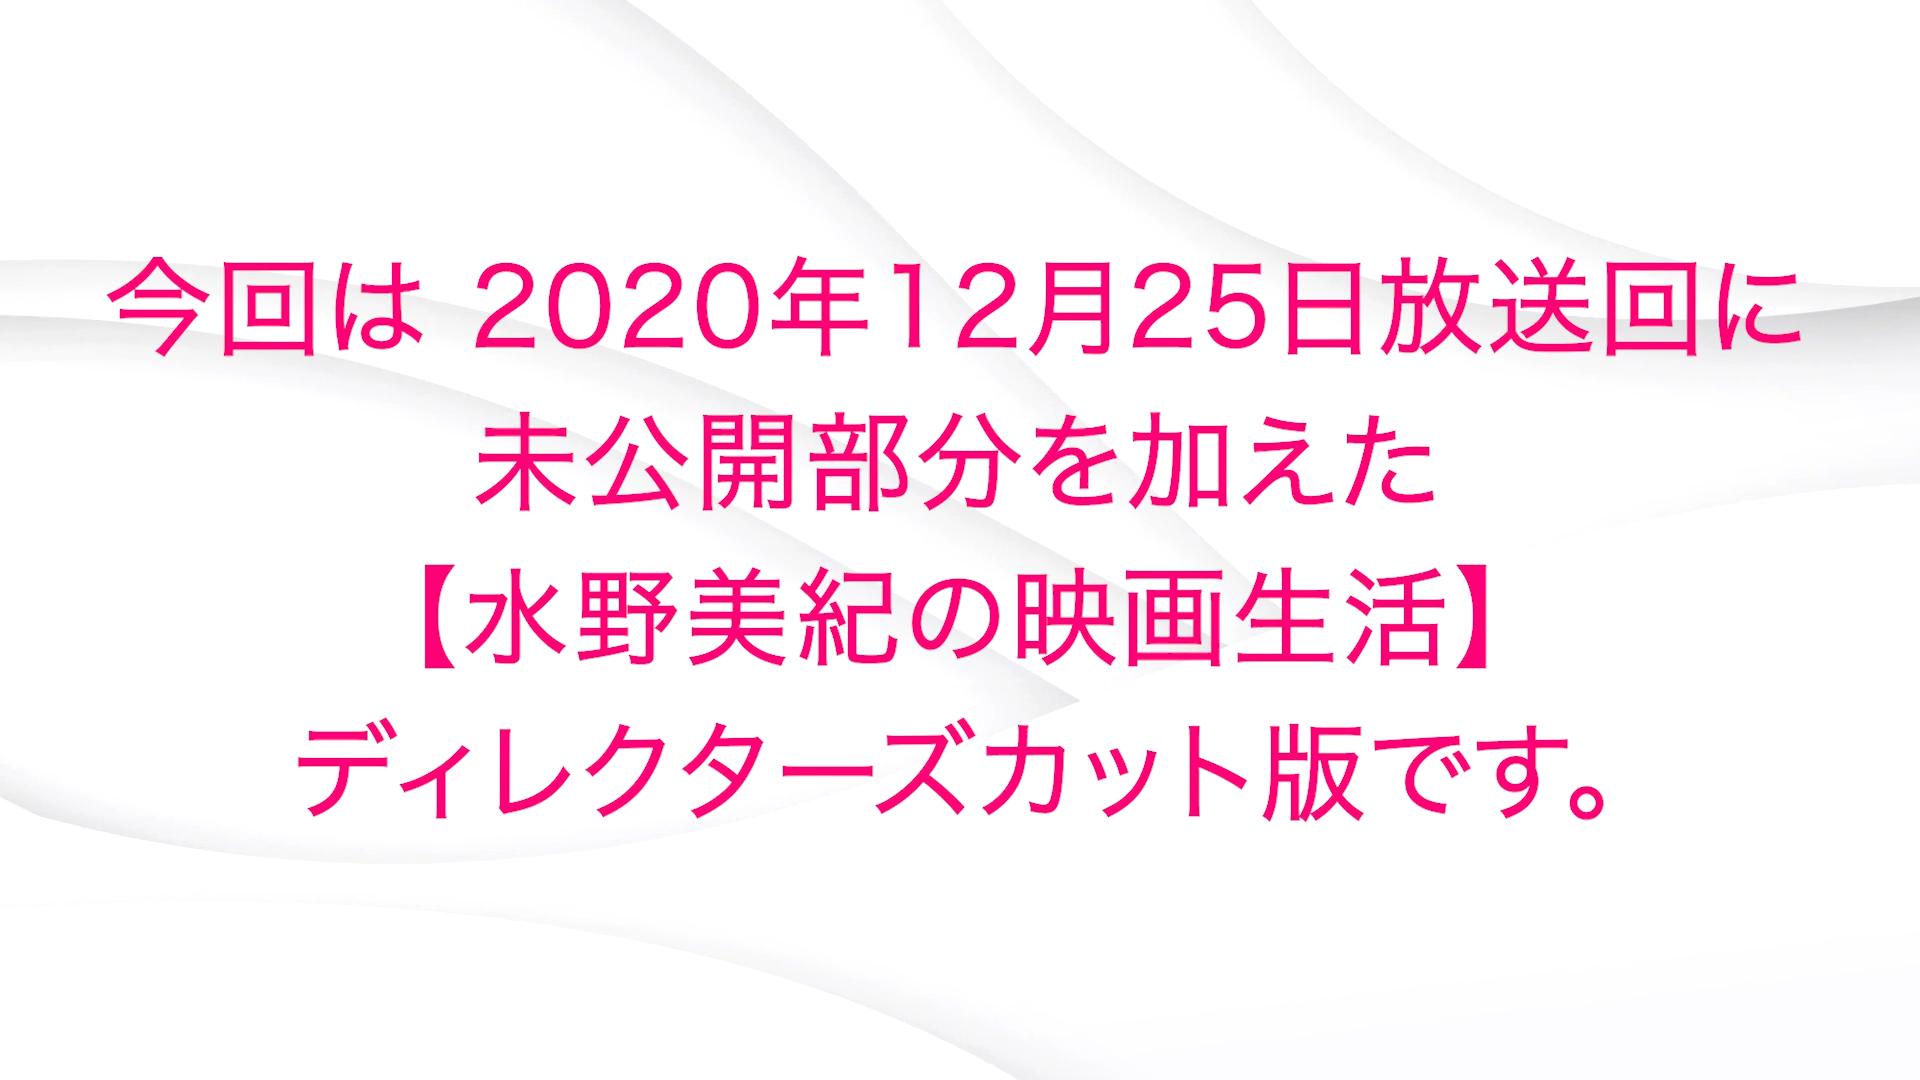 今回は 2020年12月25日放送回に
未公開部分を加えた
【水野美紀の映画生活】
ディレクターズカット版です。